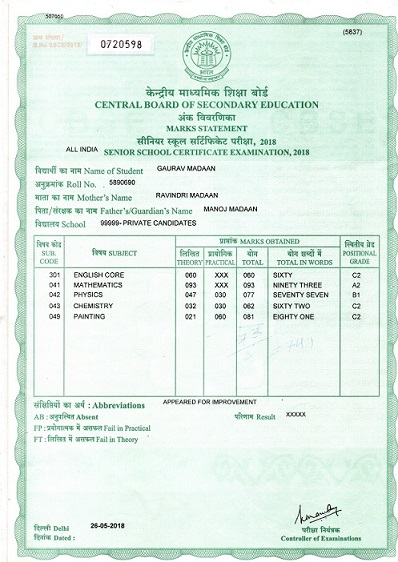 507050
(5837)
0720598
भारत
केन्द्रीय माध्यमिक शिक्षा बोर्ड
CENTRAL BOARD OF SECONDARY EDUCATION
अंक विवरणिका
MARKS STATEMENT
सीनियर स्कूल सर्टिफिकेट परीक्षा, 2018
ALL INDIA SENIOR SCHOOL CERTIFICATE EXAMINATION, 2018
विद्यार्थी का नाम Name of Student GAURAV MADAAN
अनुक्रमांक Roll No. 5890690
माता का नाम Mother's Name RAVINDRI MADAAN
पिता/संरक्षक का नाम Father's/Guardian's Name MANOJ MADAAN
विद्यालय School 99999- PRIVATE CANDIDATES
विषय कोड SUB. CODE विषय SUBJECT प्राप्तांक MARKS OBTAINED स्थितीय ग्रेड POSITIONAL GRADE
लिखित THEORY प्रायोगिक PRACTICAL योग TOTAL योग शब्दों में TOTAL IN WORDS
301 ENGLISH CORE 060 XXX 060 SIXTY C2
041 MATHEMATICS 093 XXX 093 NINETY THREE A2
042 PHYSICS 047 030 077 SEVENTY SEVEN B1
043 CHEMISTRY 032 030 062 SIXTY TWO C2
049 PAINTING 021 060 081 EIGHTY ONE C2
संक्षिप्तियों का अर्थ : Abbreviations APPEARED FOR IMPROVEMENT
AB : अनुपस्थित Absent परिणाम Result XXXXX
FP : प्रयोगात्मक में असफल Fail in Practical
FT : लिखित में असफल Fail in Theory
दिल्ली Delhi
दिनांक Dated : 26-05-2018
परीक्षा नियंत्रक
Controller of Examinations